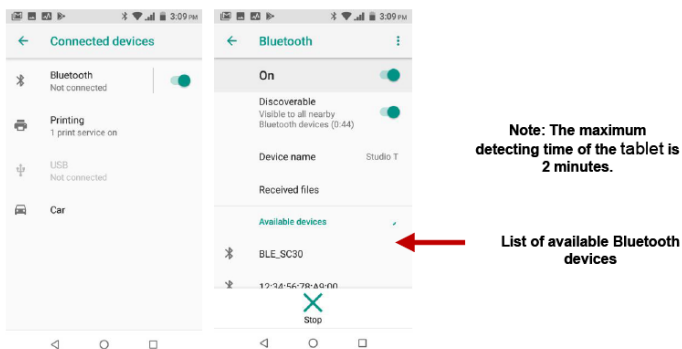 3:09 PM
Connected devices
Bluetooth
Not connected
Printing
1 print service on
USB
Not connected
Car
3:09 PM
Bluetooth
On
Discoverable
Visible to all nearby
Bluetooth devices (0:44)
Device name Studio T
Received files
Available devices
BLE_SC30
12:34:56:78:A9:00
Stop
Note: The maximum
detecting time of the tablet is
2 minutes.
List of available Bluetooth
devices